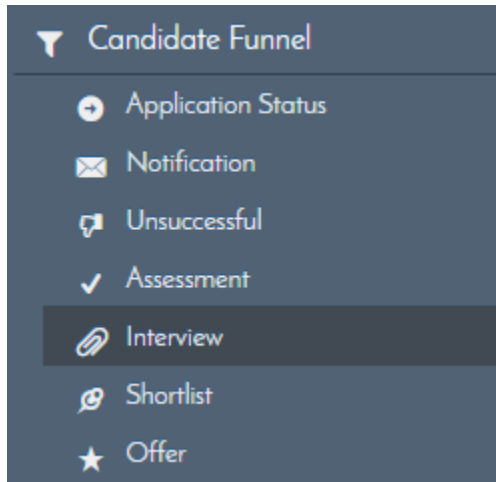 Candidate Funnel
Application Status
Notification
Unsuccessful
Assessment
Interview
Shortlist
Offer